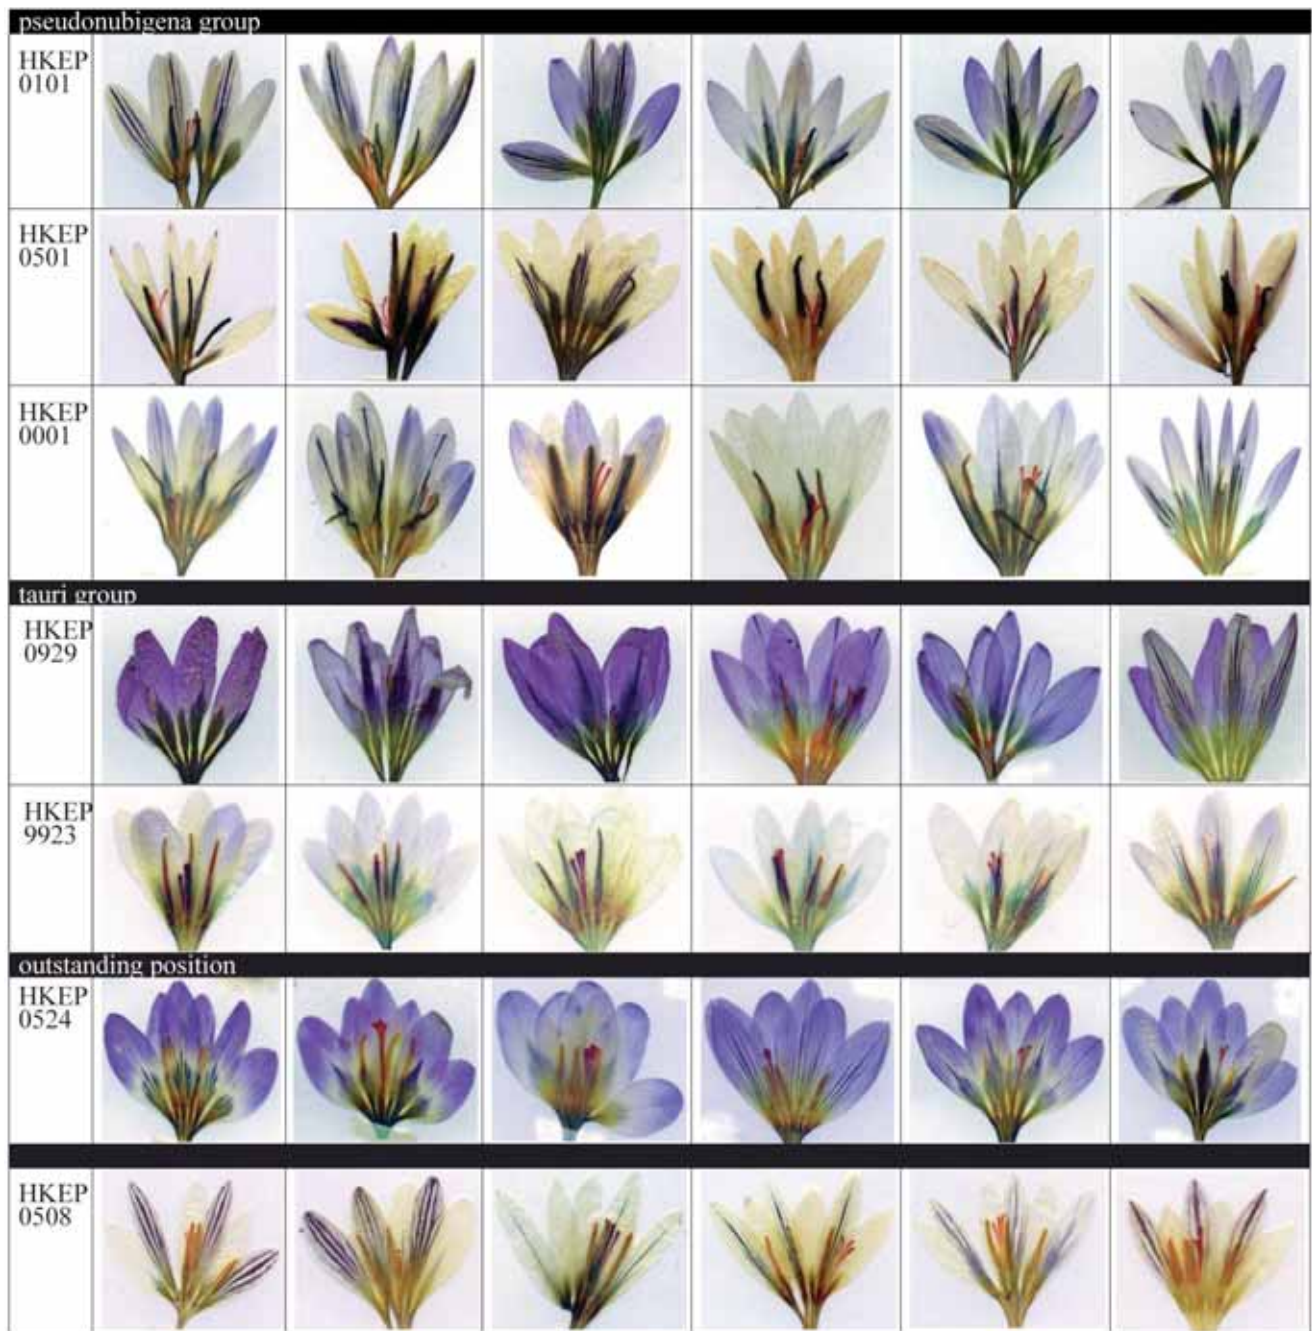 pseudonubigena group
HKEP
0101
HKEP
0501
HKEP
0001
tauri group
HKEP
0929
HKEP
9923
outstanding position
HKEP
0524
HKEP
0508